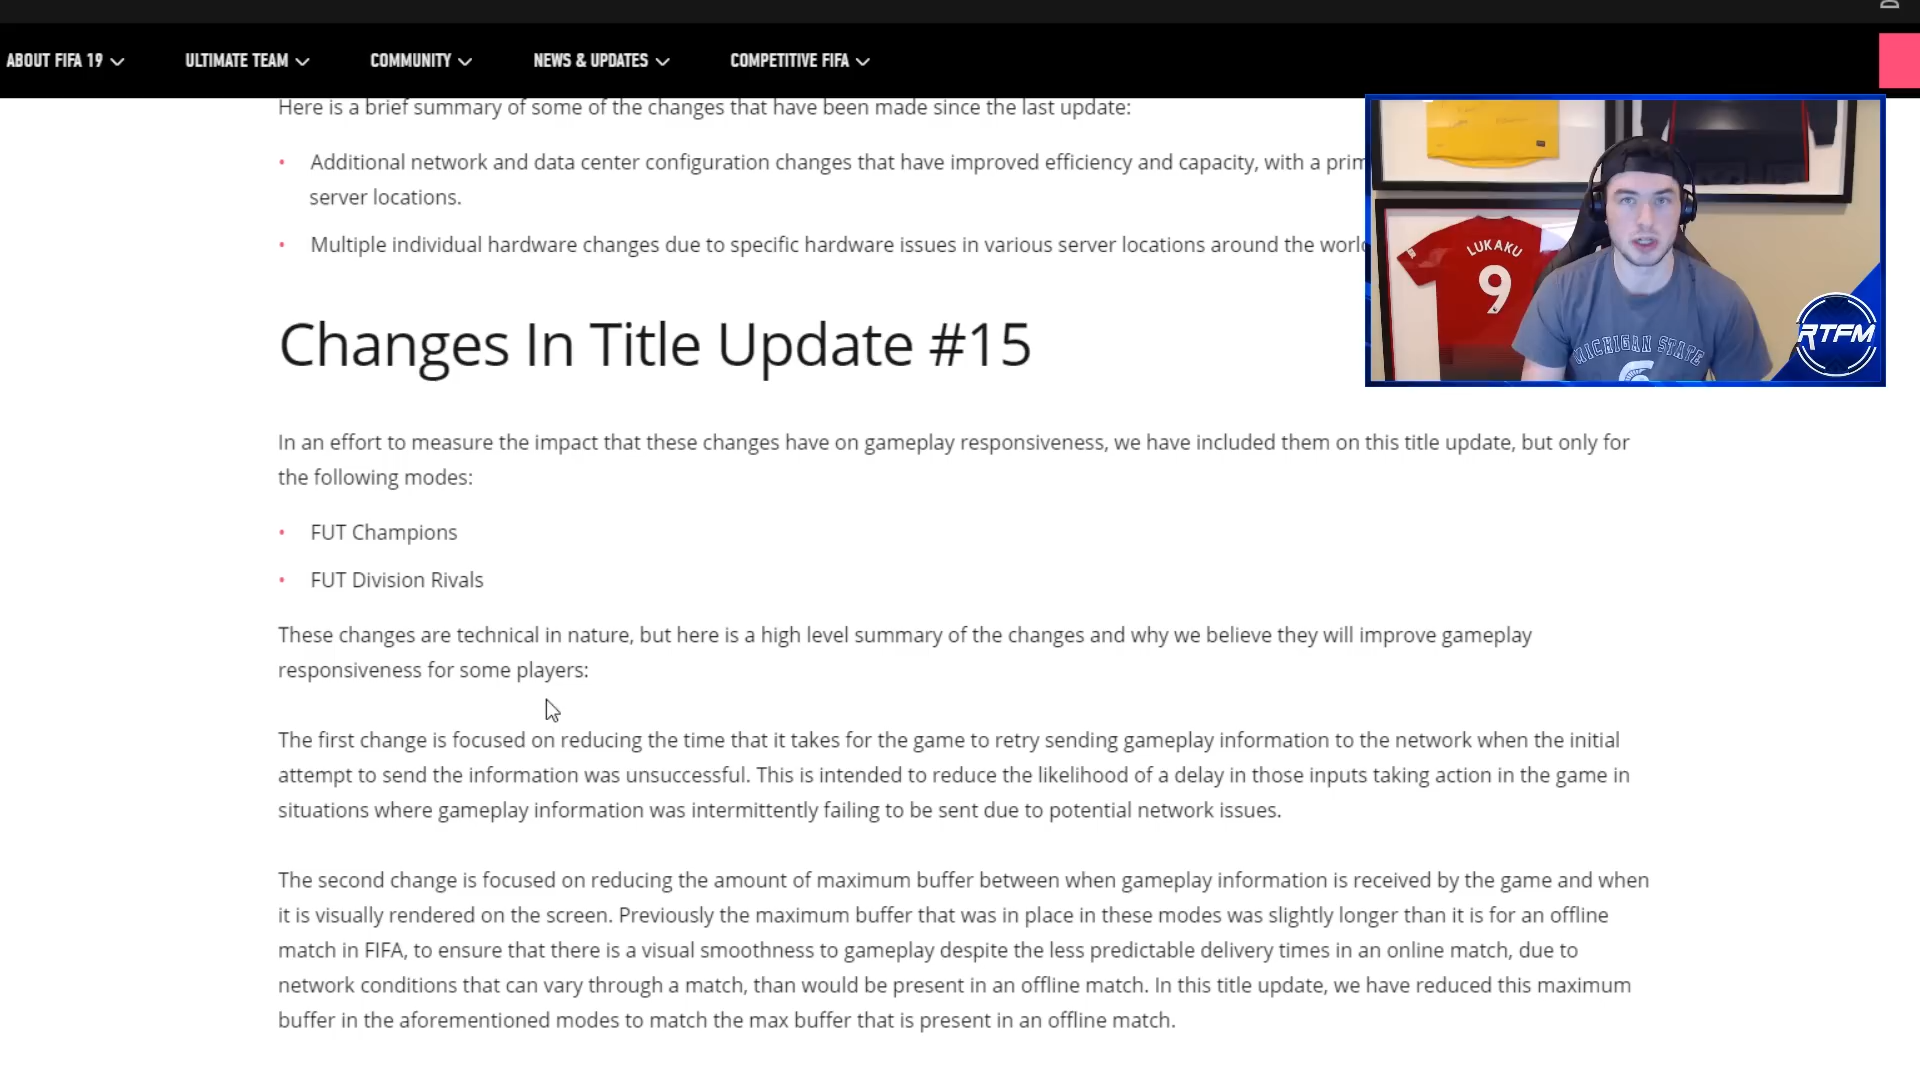 ABOUT FIFA 19 ULTIMATE TEAM COMMUNITY NEWS & UPDATES COMPETITIVE FIFA
Here is a brief summary of some of the changes that have been made since the last update:
• Additional network and data center configuration changes that have improved efficiency and capacity, with a prim
server locations.
• Multiple individual hardware changes due to specific hardware issues in various server locations around the world
LUKAKU
9
MICHIGAN STATE
RTFM
Changes In Title Update #15
In an effort to measure the impact that these changes have on gameplay responsiveness, we have included them on this title update, but only for
the following modes:
• FUT Champions
• FUT Division Rivals
These changes are technical in nature, but here is a high level summary of the changes and why we believe they will improve gameplay
responsiveness for some players:
The first change is focused on reducing the time that it takes for the game to retry sending gameplay information to the network when the initial
attempt to send the information was unsuccessful. This is intended to reduce the likelihood of a delay in those inputs taking action in the game in
situations where gameplay information was intermittently failing to be sent due to potential network issues.
The second change is focused on reducing the amount of maximum buffer between when gameplay information is received by the game and when
it is visually rendered on the screen. Previously the maximum buffer that was in place in these modes was slightly longer than it is for an offline
match in FIFA, to ensure that there is a visual smoothness to gameplay despite the less predictable delivery times in an online match, due to
network conditions that can vary through a match, than would be present in an offline match. In this title update, we have reduced this maximum
buffer in the aforementioned modes to match the max buffer that is present in an offline match.